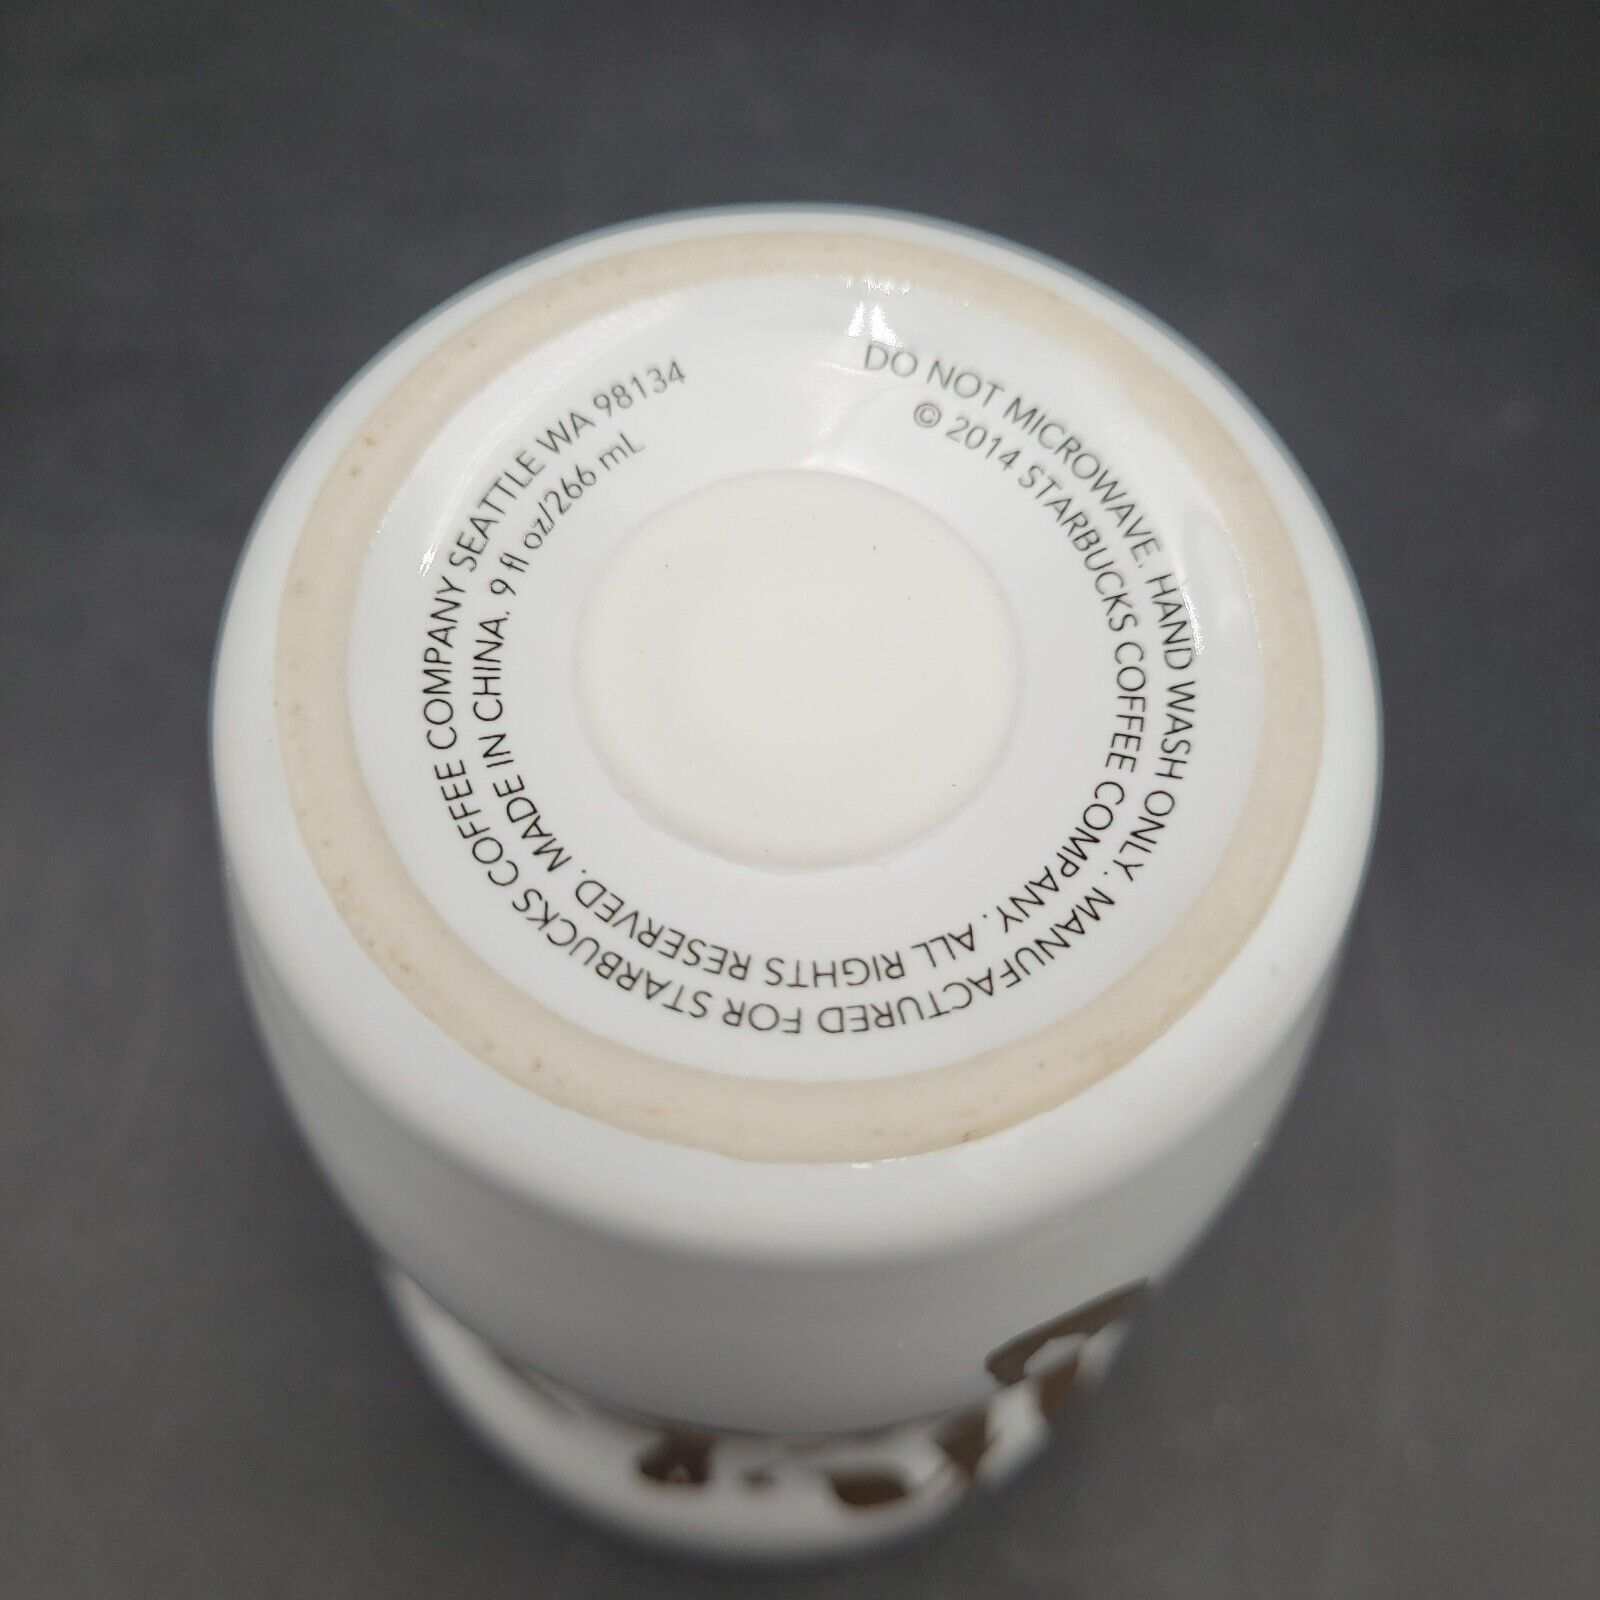 DO NOT MICROWAVE. HAND WASH ONLY. MANUFACTURED FOR STARBUCKS COFFEE COMPANY SEATTLE WA 98134
© 2014 STARBUCKS COFFEE COMPANY. ALL RIGHTS RESERVED. MADE IN CHINA. 9 fl oz/266 mL